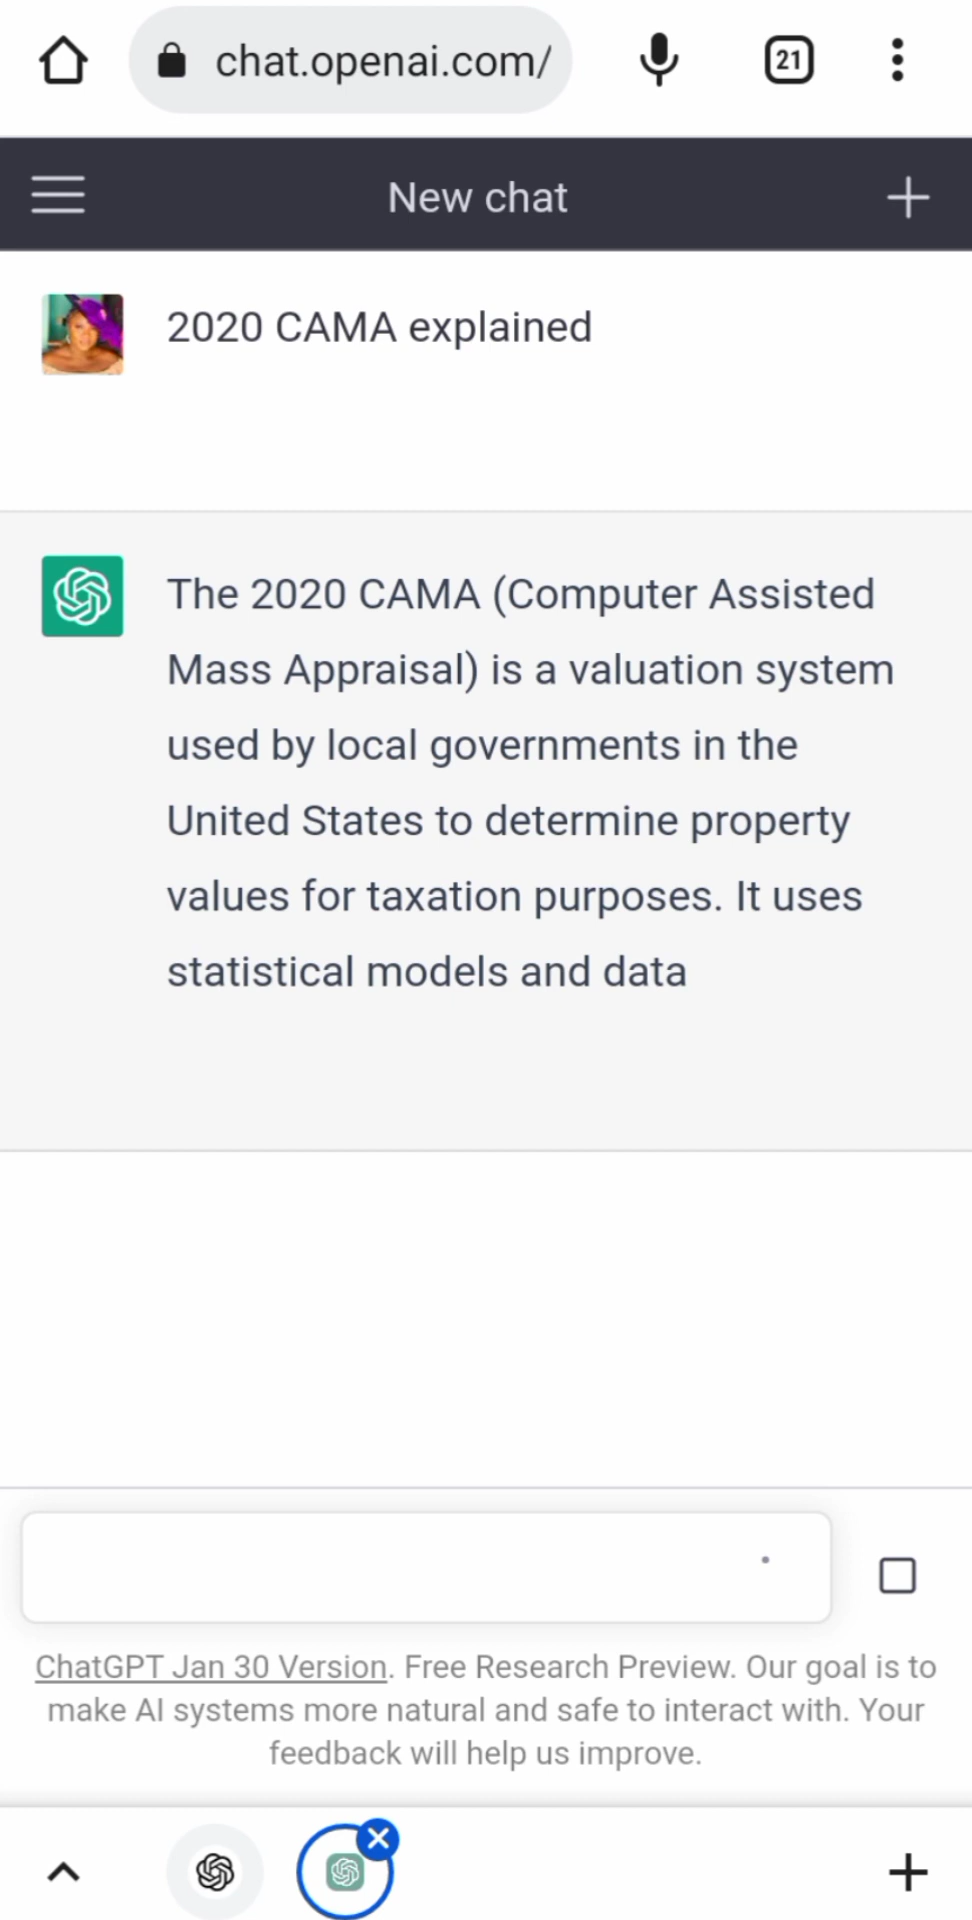 chat.openai.com/
21
New chat
2020 CAMA explained
The 2020 CAMA (Computer Assisted
Mass Appraisal) is a valuation system
used by local governments in the
United States to determine property
values for taxation purposes. It uses
statistical models and data
ChatGPT Jan 30 Version. Free Research Preview. Our goal is to
make AI systems more natural and safe to interact with. Your
feedback will help us improve.